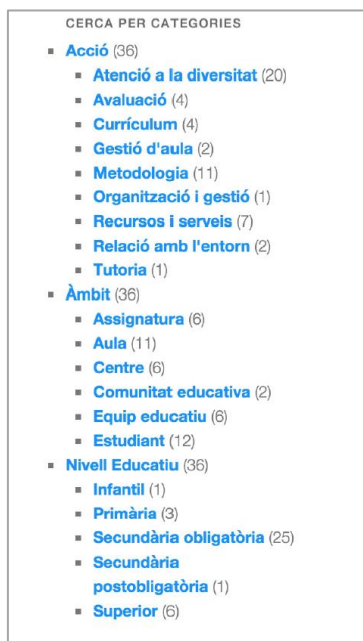 CERCA PER CATEGORIES
Acció (36)
Atenció a la diversitat (20)
Avaluació (4)
Currículum (4)
Gestió d'aula (2)
Metodologia (11)
Organització i gestió (1)
Recursos i serveis (7)
Relació amb l'entorn (2)
Tutoria (1)
Àmbit (36)
Assignatura (6)
Aula (11)
Centre (6)
Comunitat educativa (2)
Equip educatiu (6)
Estudiant (12)
Nivell Educatiu (36)
Infantil (1)
Primària (3)
Secundària obligatòria (25)
Secundària
postobligatòria (1)
Superior (6)